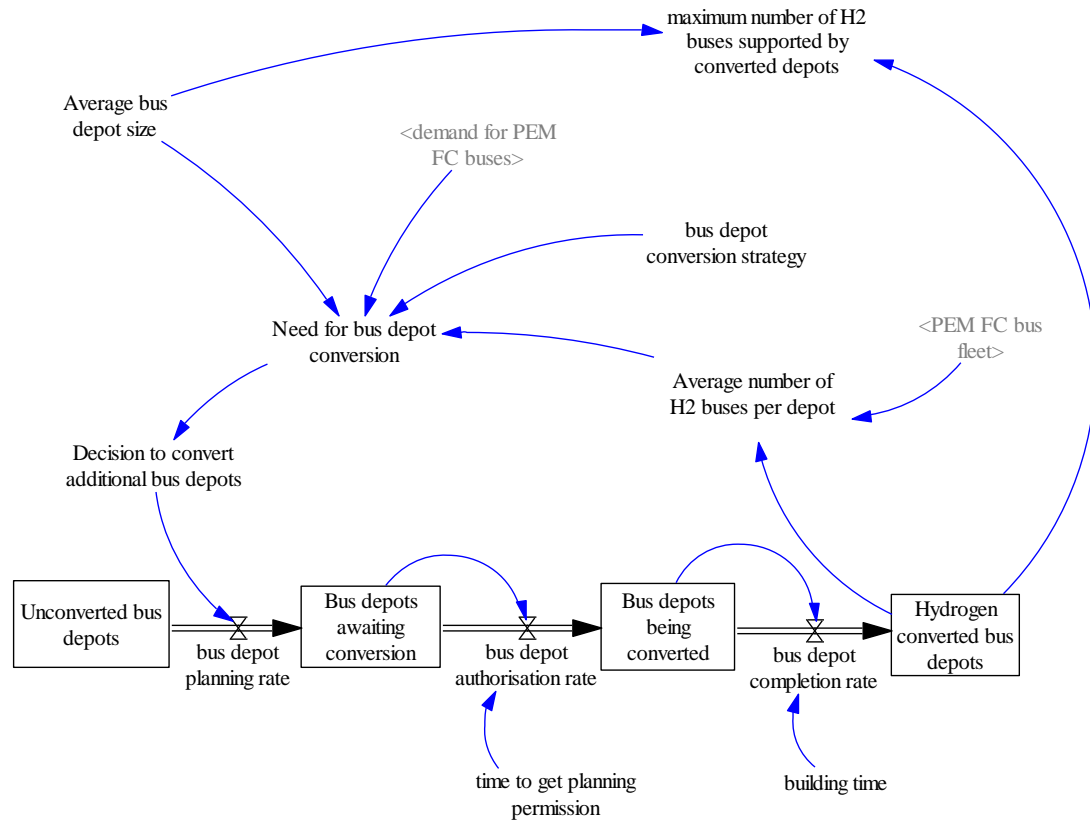 maximum number of H2
buses supported by
converted depots
Average bus
depot size
<demand for PEM
FC buses>
bus depot
conversion strategy
Need for bus depot
conversion
<PEM FC bus
fleet>
Average number of
H2 buses per depot
Decision to convert
additional bus depots
Unconverted bus
depots
bus depot
planning rate
Bus depots
awaiting
conversion
bus depot
authorisation rate
Bus depots
being
converted
bus depot
completion rate
Hydrogen
converted bus
depots
time to get planning
permission
building time